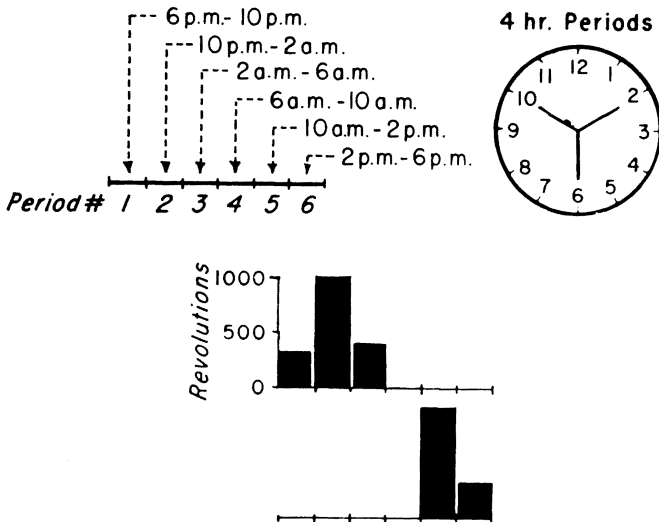 6 p.m.- 10 p.m.
10 p.m.- 2 a.m.
2 a.m. - 6 a.m.
6 a.m. - 10 a.m.
10 a.m. - 2 p.m.
2 p.m. - 6 p.m.
Period # 1 2 3 4 5 6
4 hr. Periods
12
11 1
10 2
9 3
8 4
7 5
6
Revolutions
1000
500
0